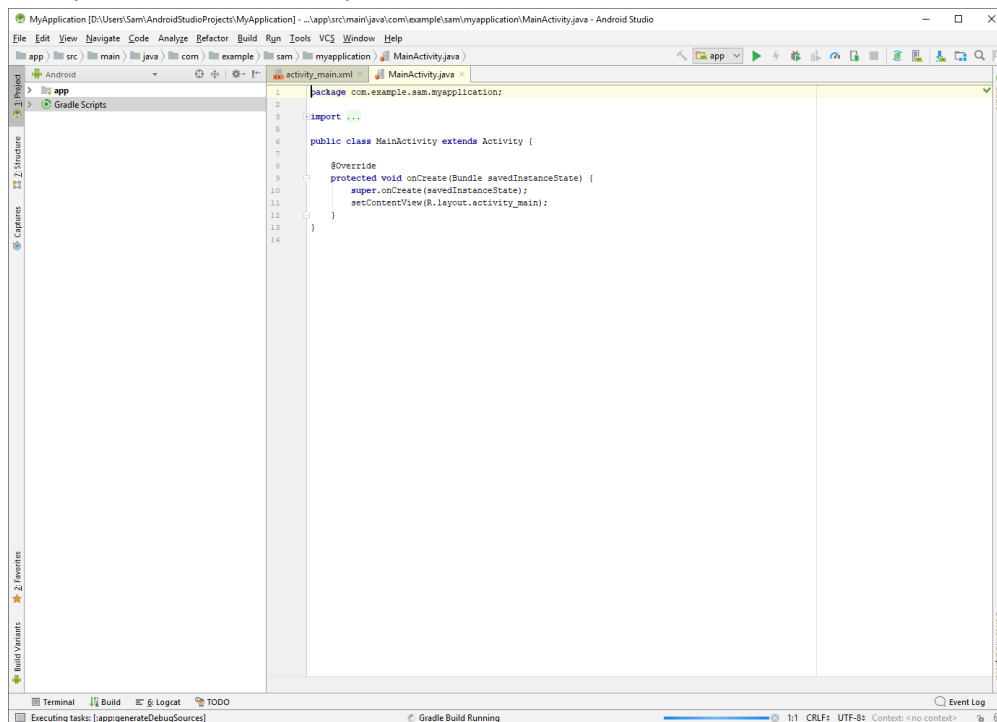 MyApplication [D:\Users\Sam\AndroidStudioProjects\MyApplication] - ...\app\src\main\java\com\example\sam\myapplication\MainActivity.java - Android Studio
File Edit View Navigate Code Analyze Refactor Build Run Tools VCS Window Help
app src main java com example sam myapplication MainActivity.java app
Android activity_main.xml MainActivity.java
1: Project
app
Gradle Scripts
7: Structure
Captures
2: Favorites
Build Variants
1 package com.example.sam.myapplication;
2
3 import ...
5
6 public class MainActivity extends Activity {
7
8 @Override
9 protected void onCreate(Bundle savedInstanceState) {
10 super.onCreate(savedInstanceState);
11 setContentView(R.layout.activity_main);
12 }
13 }
14
Terminal Build 6: Logcat TODO Event Log
Executing tasks: [:app:generateDebugSources] Gradle Build Running 1:1 CRLF UTF-8 Context: <no context>